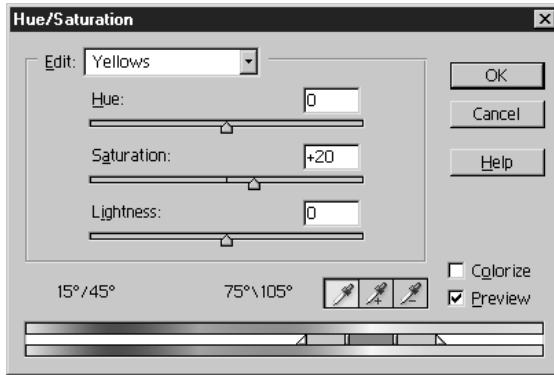 Hue/Saturation
Edit: Yellows
OK
Hue: 0
Cancel
Saturation: +20
Help
Lightness: 0
Colorize
15°/45° 75°\105°
Preview